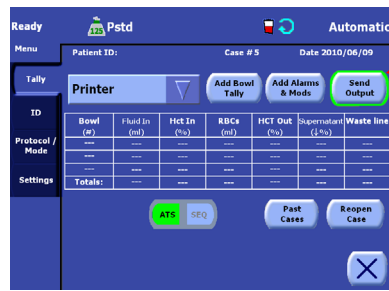 Ready
125
Pstd
Automatic
Menu
Patient ID:
Case # 5
Date 2010/06/09
Tally
Printer
Add Bowl
Tally
Add Alarms
& Mods
Send
Output
ID
Protocol /
Mode
Settings
Bowl Fluid In Hct In RBCs HCT Out Supernatant Waste line
(#) (ml) (%) (ml) (%) (↓%)
--- --- --- --- --- --- ---
--- --- --- --- --- --- ---
--- --- --- --- --- --- ---
Totals: --- --- --- --- --- ---
ATS SEQ
Past
Cases
Reopen
Case